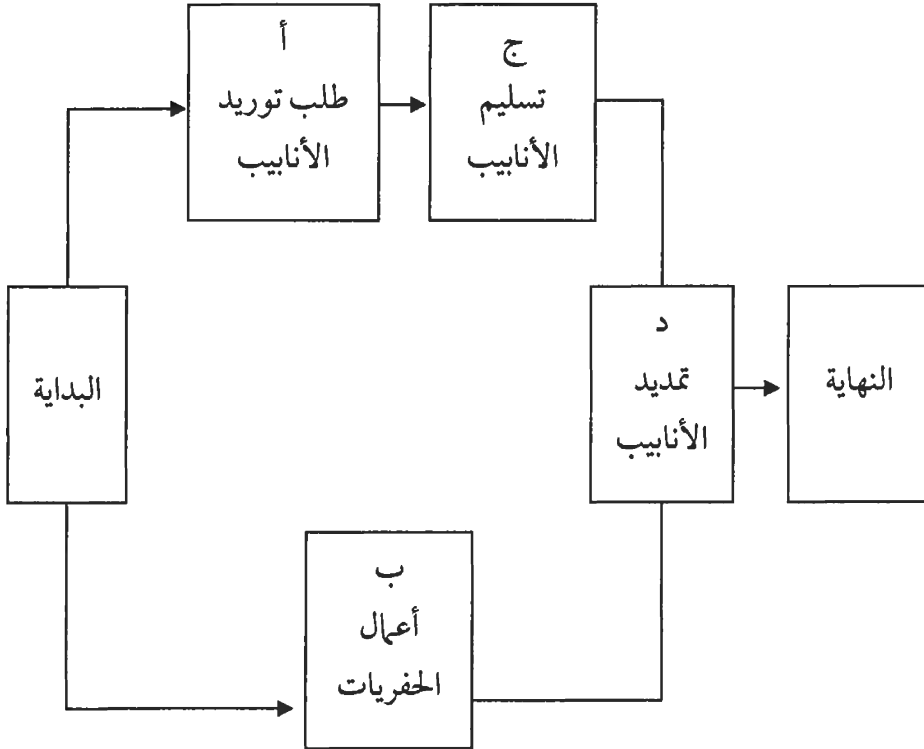 أ
طلب توريد
الأنابيب
ج
تسليم
الأنابيب
البداية
د
تمديد
الأنابيب
النهاية
ب
أعمال
الحفريات